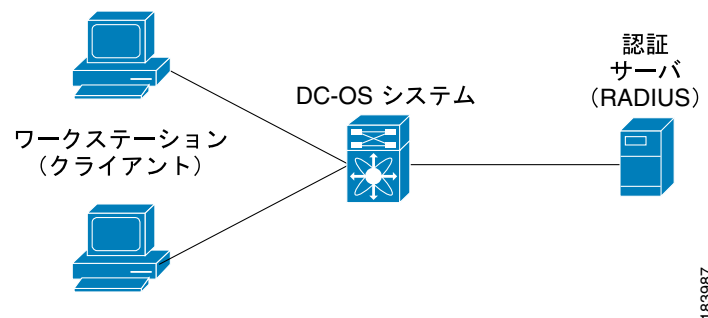 認証
サーバ
（RADIUS）
DC-OS システム
ワークステーション
（クライアント）
183987